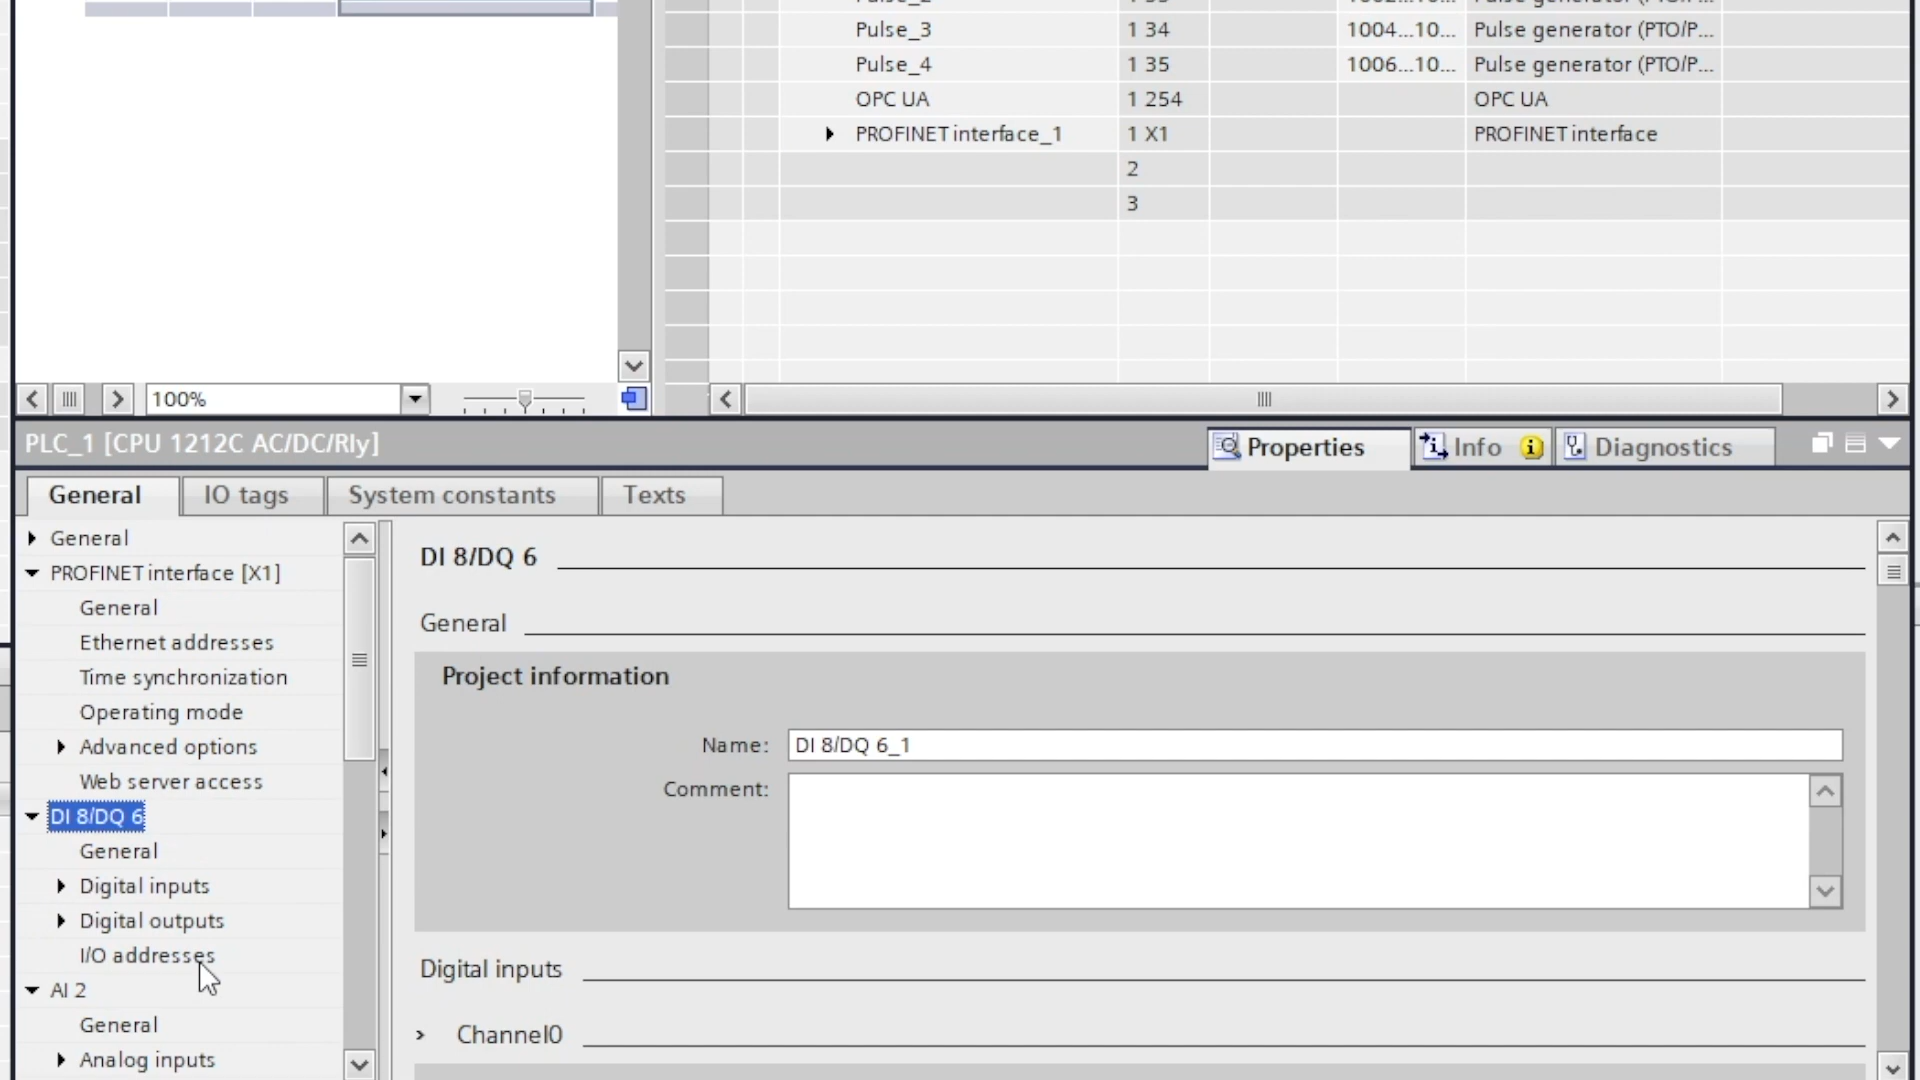 Pulse_3 1 34 1004...10... Pulse generator (PTO/P...
Pulse_4 1 35 1006...10... Pulse generator (PTO/P...
OPC UA 1 254 OPC UA
PROFINET interface_1 1 X1 PROFINET interface
2
3
100%
PLC_1 [CPU 1212C AC/DC/Rly]
Properties
Info
Diagnostics
General
IO tags
System constants
Texts
General
PROFINET interface [X1]
General
Ethernet addresses
Time synchronization
Operating mode
Advanced options
Web server access
DI 8/DQ 6
General
Digital inputs
Digital outputs
I/O addresses
AI 2
General
Analog inputs
DI 8/DQ 6
General
Project information
Name: DI 8/DQ 6_1
Comment:
Digital inputs
Channel0